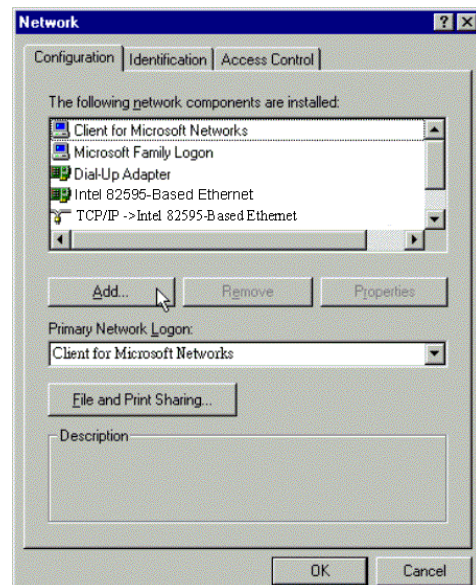 Network
Configuration Identification Access Control
The following network components are installed:
Client for Microsoft Networks
Microsoft Family Logon
Dial-Up Adapter
Intel 82595-Based Ethernet
TCP/IP ->Intel 82595-Based Ethernet
Add... Remove Properties
Primary Network Logon:
Client for Microsoft Networks
File and Print Sharing...
Description
OK Cancel